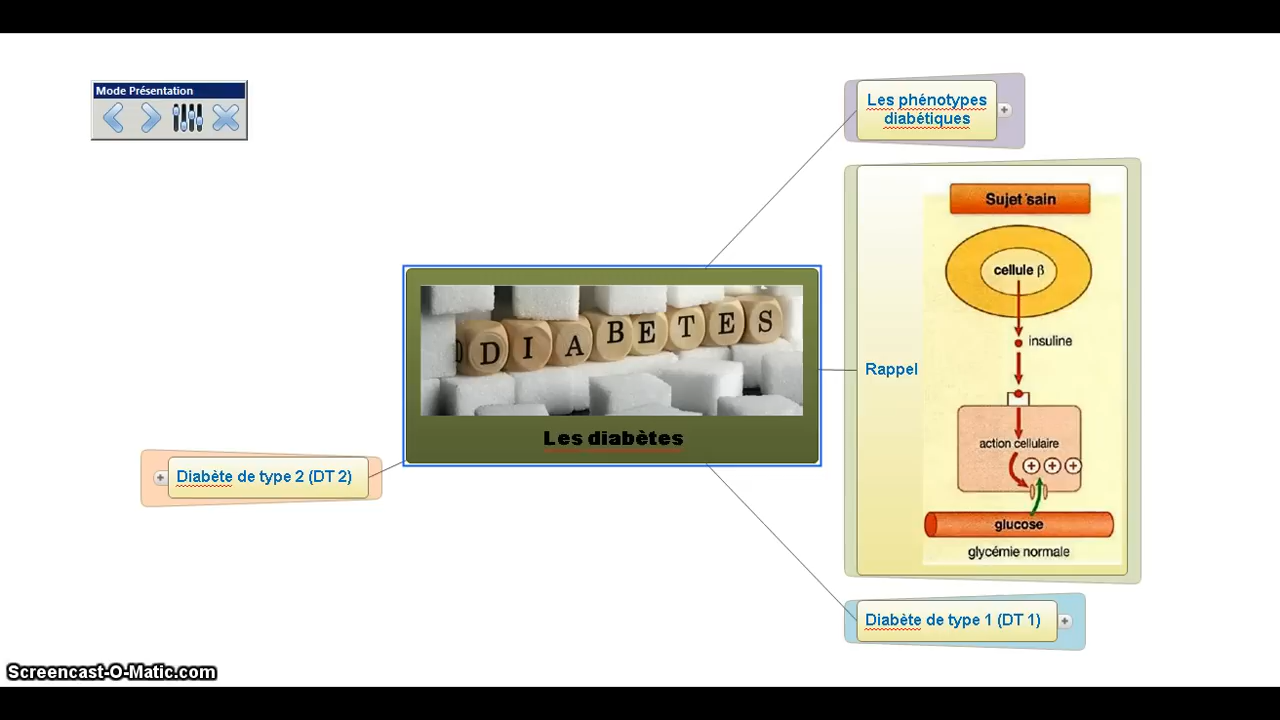 Mode Présentation
Les phénotypes
diabétiques
Sujet sain
cellule β
insuline
Rappel
action cellulaire
glucose
glycémie normale
DIABETES
Les diabètes
Diabète de type 2 (DT 2)
Diabète de type 1 (DT 1)
Screencast-O-Matic.com